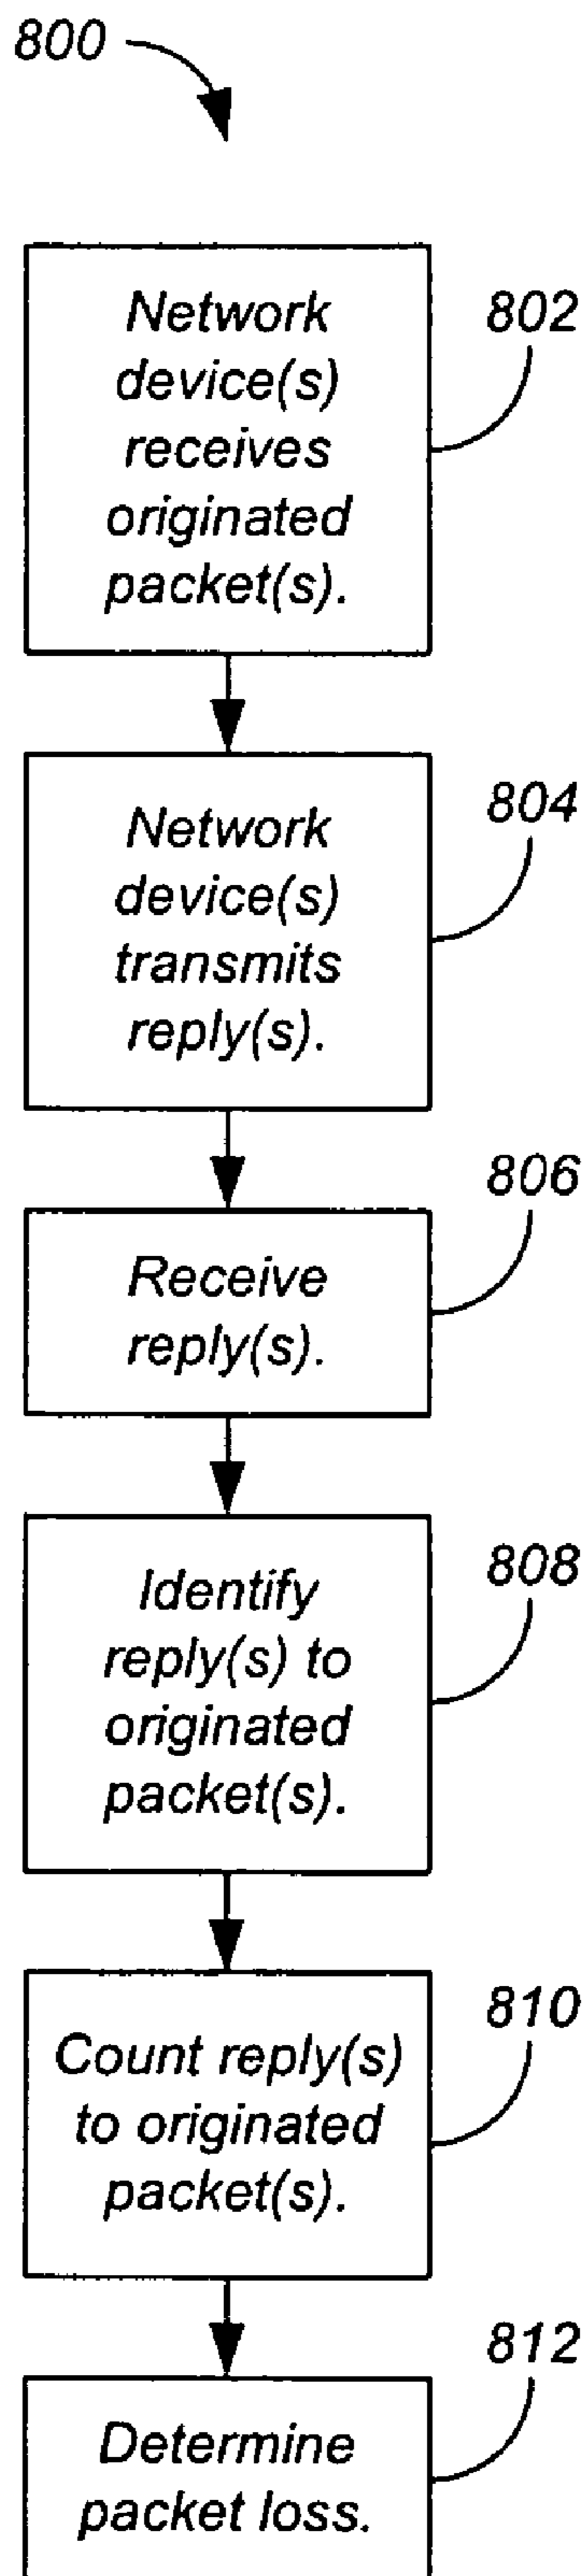 800
802
Network
device(s)
receives
originated
packet(s).
804
Network
device(s)
transmits
reply(s).
806
Receive
reply(s).
808
Identify
reply(s) to
originated
packet(s).
810
Count reply(s)
to originated
packet(s).
812
Determine
packet loss.